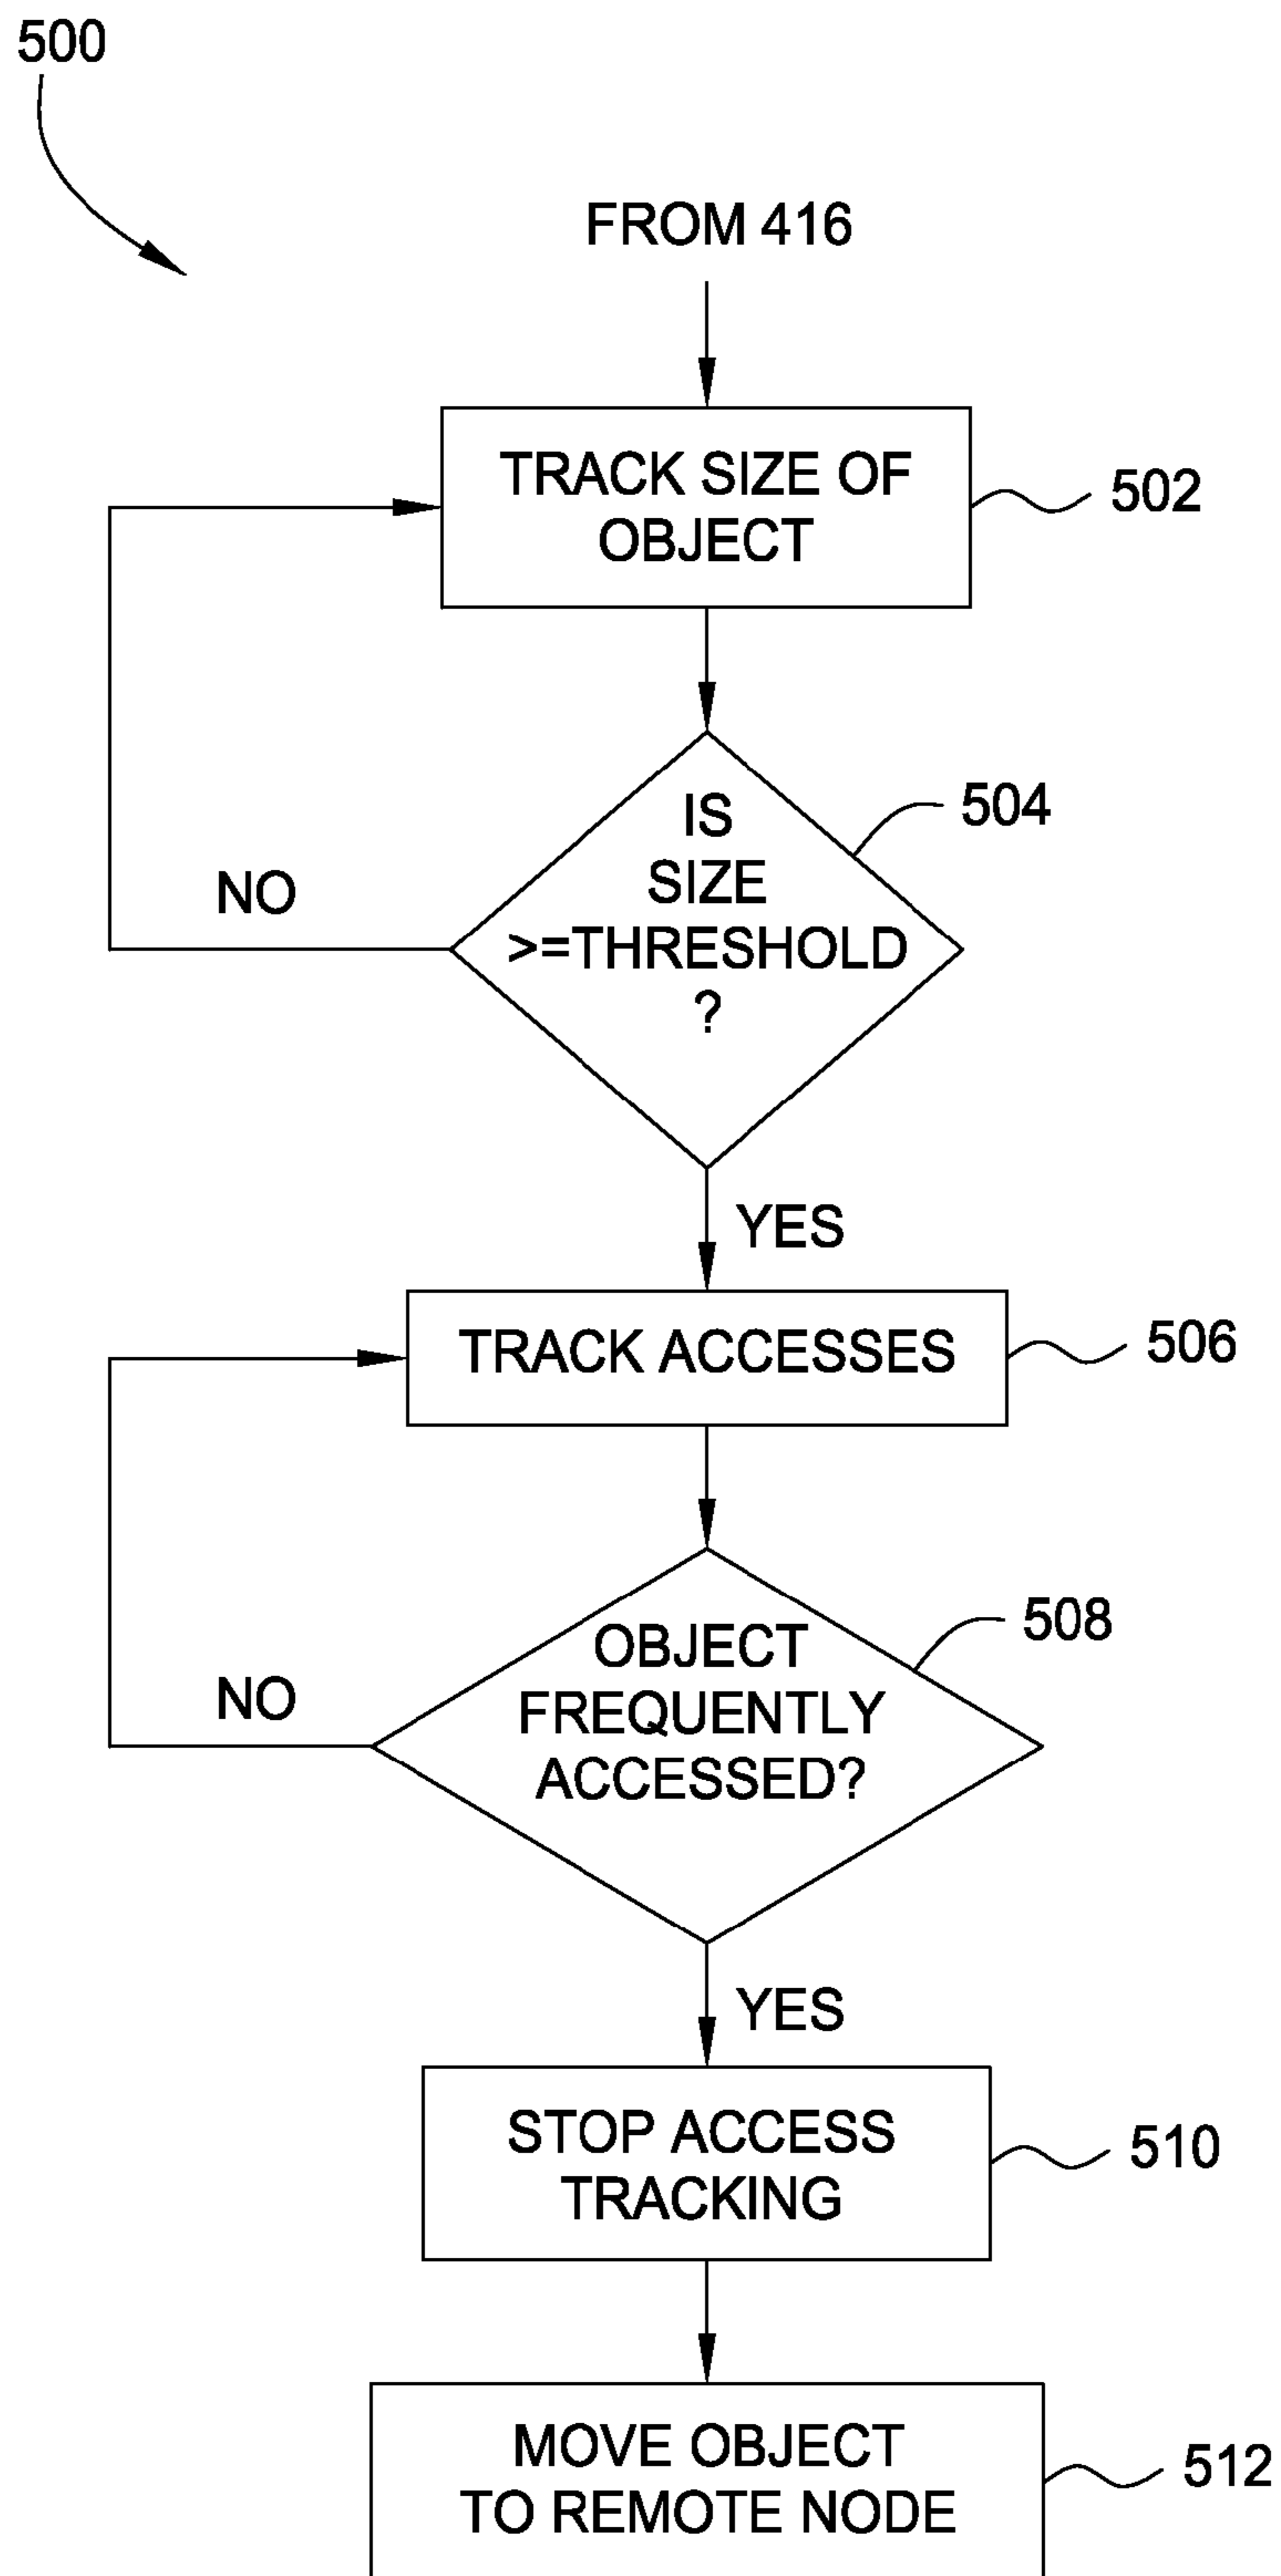 500
FROM 416
TRACK SIZE OF
OBJECT
502
IS
SIZE
>=THRESHOLD
?
504
NO
YES
TRACK ACCESSES
506
OBJECT
FREQUENTLY
ACCESSED?
508
NO
YES
STOP ACCESS
TRACKING
510
MOVE OBJECT
TO REMOTE NODE
512